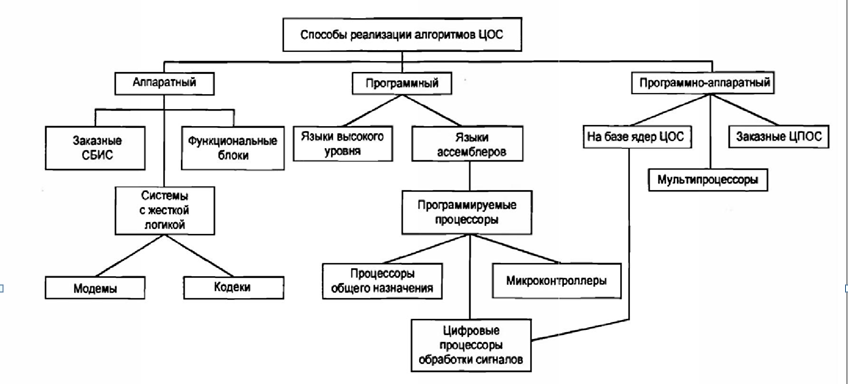 Способы реализации алгоритмов ЦОС
Аппаратный
Программный
Программно-аппаратный
Заказные
СБИС
Функциональные
блоки
Языки высокого
уровня
Языки
ассемблеров
На базе ядер ЦОС
Заказные ЦПОС
Мультипроцессоры
Системы
с жесткой
логикой
Программируемые
процессоры
Модемы
Кодеки
Процессоры
общего назначения
Микроконтроллеры
Цифровые
процессоры
обработки сигналов